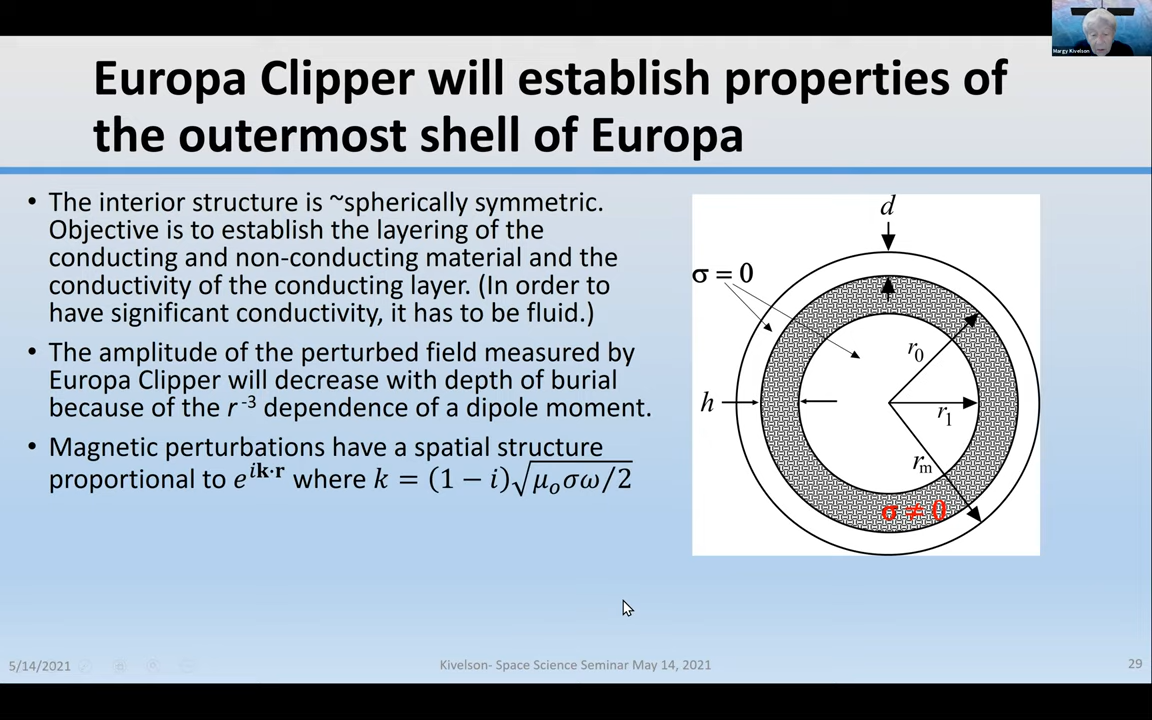 Margy Kivelson
Europa Clipper will establish properties of
the outermost shell of Europa
• The interior structure is ~spherically symmetric.
Objective is to establish the layering of the
conducting and non-conducting material and the
conductivity of the conducting layer. (In order to
have significant conductivity, it has to be fluid.)
• The amplitude of the perturbed field measured by
Europa Clipper will decrease with depth of burial
because of the r⁻³ dependence of a dipole moment.
• Magnetic perturbations have a spatial structure
proportional to e^{i𝐤·𝐫} where k = (1 − i)√(μₒσω/2)
d
σ = 0
r₀
h
r₁
rₘ
σ ≠ 0
5/14/2021
Kivelson- Space Science Seminar May 14, 2021
29